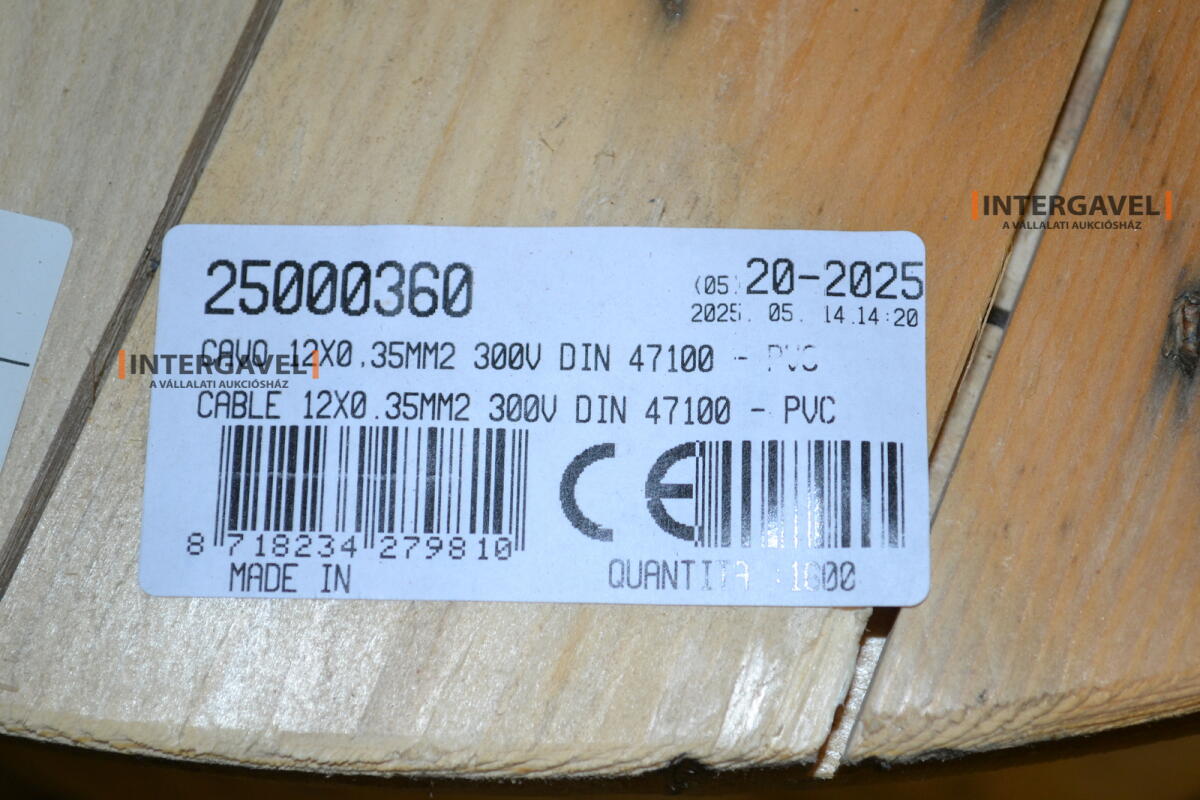 INTERGAVEL
A VÁLLALATI AUKCIÓSHÁZ
25000360
(05) 20-2025
2025. 05. 14.14:20
CAVO 12X0.35MM2 300V DIN 47100 - PVC
INTERGAVEL
A VÁLLALATI AUKCIÓSHÁZ
CABLE 12X0.35MM2 300V DIN 47100 - PVC
CE
8 718234 279810
MADE IN
QUANTITA